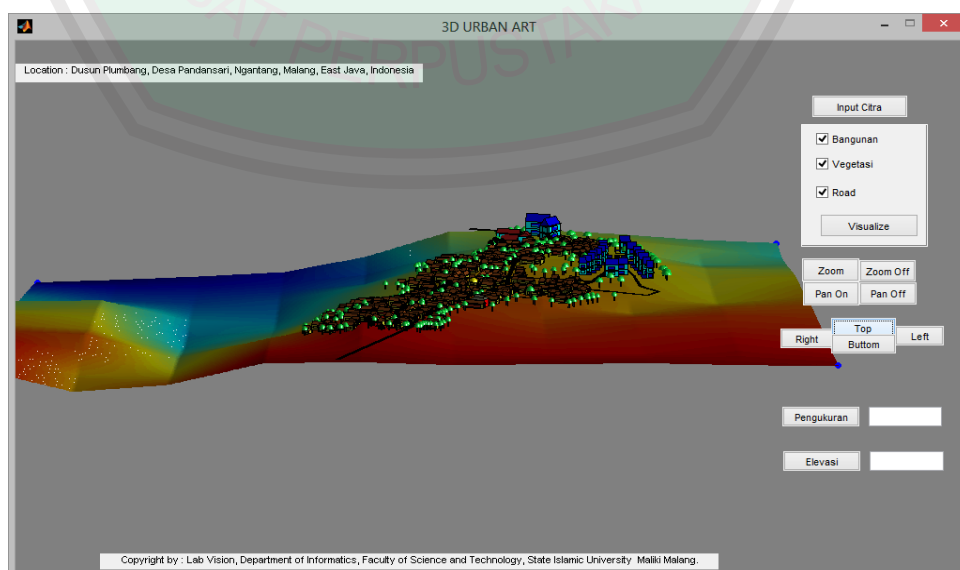 PUSAT PERPUSTAKAAN
3D URBAN ART
Location : Dusun Plumbang, Desa Pandansari, Ngantang, Malang, East Java, Indonesia
Input Citra
Bangunan
Vegetasi
Road
Visualize
Zoom
Zoom Off
Pan On
Pan Off
Right
Top
Buttom
Left
Pengukuran
Elevasi
Copyright by : Lab Vision, Department of Informatics, Faculty of Science and Technology, State Islamic University Maliki Malang.